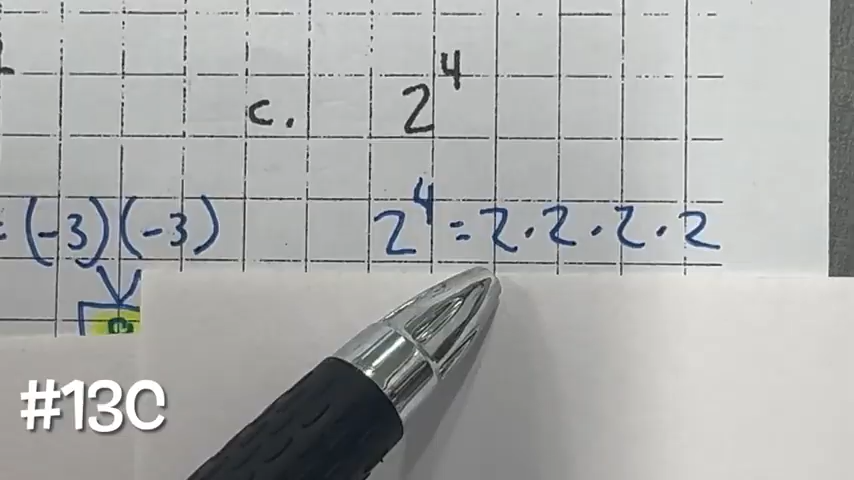 c. 2⁴
= (-3)(-3)
2⁴ = 2 · 2 · 2 · 2
#13C